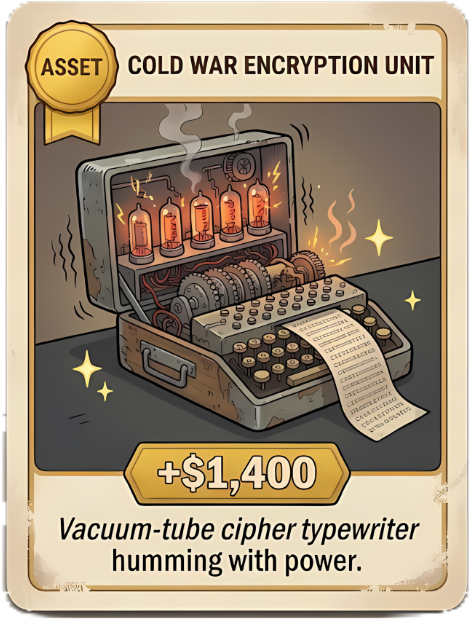 ASSET
COLD WAR ENCRYPTION UNIT
+$1,400
Vacuum-tube cipher typewriter
humming with power.